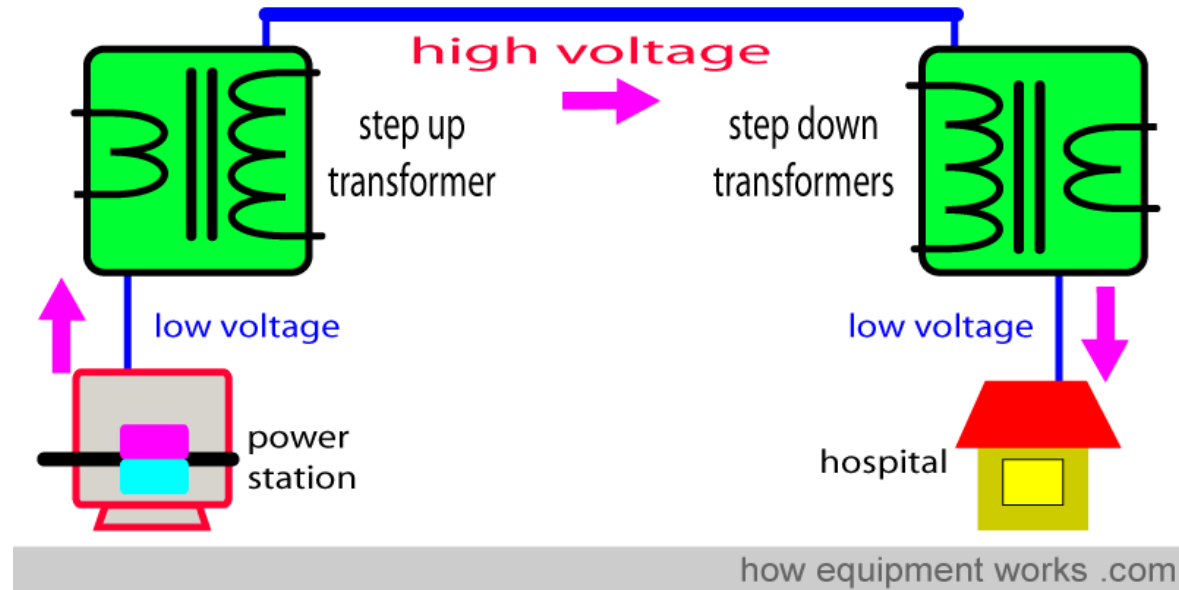 high voltage
step up
transformer
step down
transformers
low voltage
low voltage
power
station
hospital
how equipment works .com